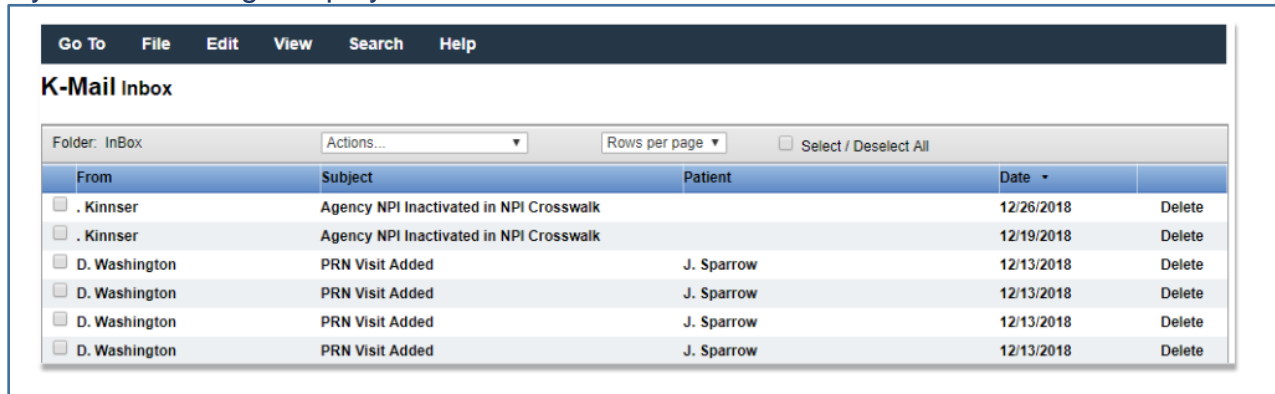 Go To File Edit View Search Help
K-Mail Inbox
Folder: InBox Actions... Rows per page Select / Deselect All
From Subject Patient Date
. Kinnser Agency NPI Inactivated in NPI Crosswalk 12/26/2018 Delete
. Kinnser Agency NPI Inactivated in NPI Crosswalk 12/19/2018 Delete
D. Washington PRN Visit Added J. Sparrow 12/13/2018 Delete
D. Washington PRN Visit Added J. Sparrow 12/13/2018 Delete
D. Washington PRN Visit Added J. Sparrow 12/13/2018 Delete
D. Washington PRN Visit Added J. Sparrow 12/13/2018 Delete